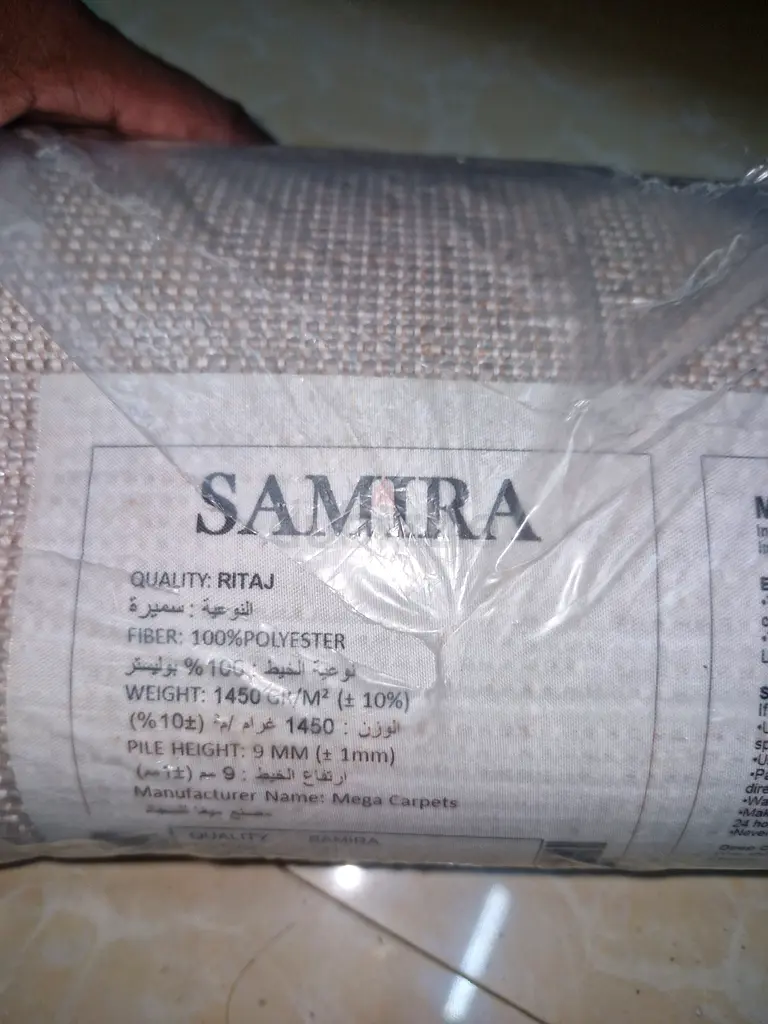 SAMIRA
QUALITY: RITAJ
النوعية : سميرة
FIBER: 100%POLYESTER
نوعية الخيط : 100% بوليستر
WEIGHT: 1450 GR/M² (± 10%)
الوزن : 1450 غرام /م² (±10%)
PILE HEIGHT: 9 MM (± 1mm)
ارتفاع الخيط : 9 مم (±1مم)
Manufacturer Name: Mega Carpets
QUALITY SAMIRA
24 ho